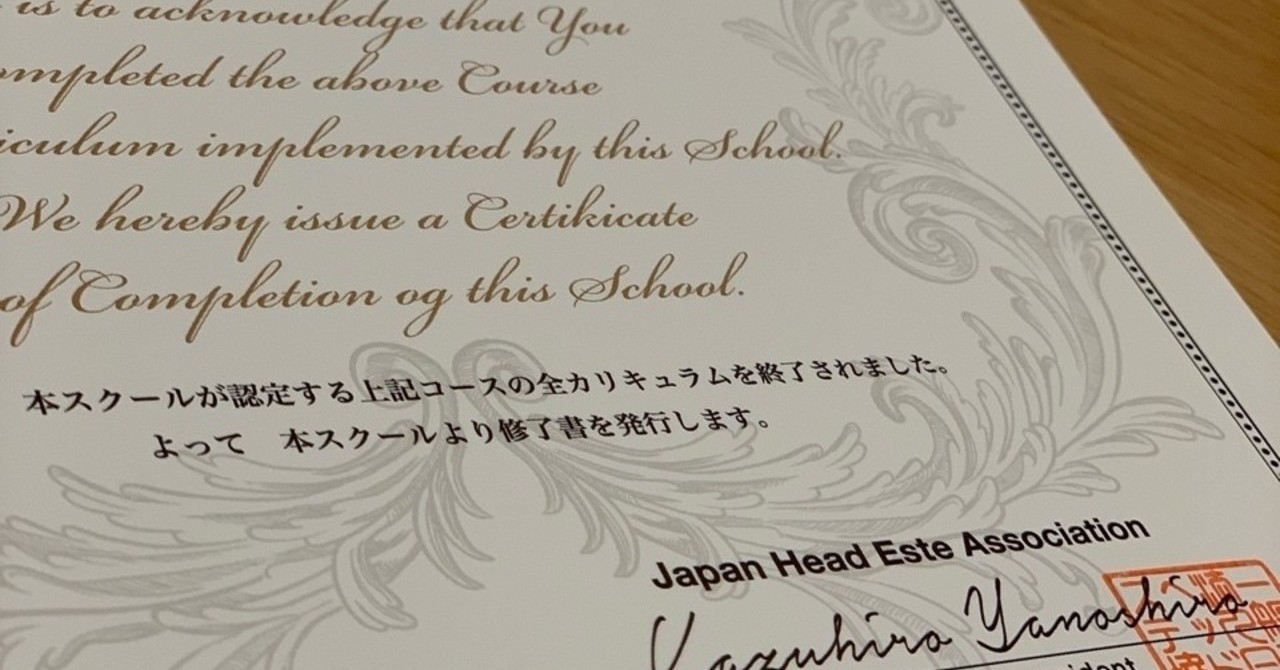 is to acknowledge that You
ompleted the above Course
iculum implemented by this School.
We hereby issue a Certikicate
of Completion og this School.
本スクールが認定する上記コースの全カリキュラムを終了されました。
よって 本スクールより修了書を発行します。
Japan Head Este Association
Kazuhiro Yanoshiro
ident